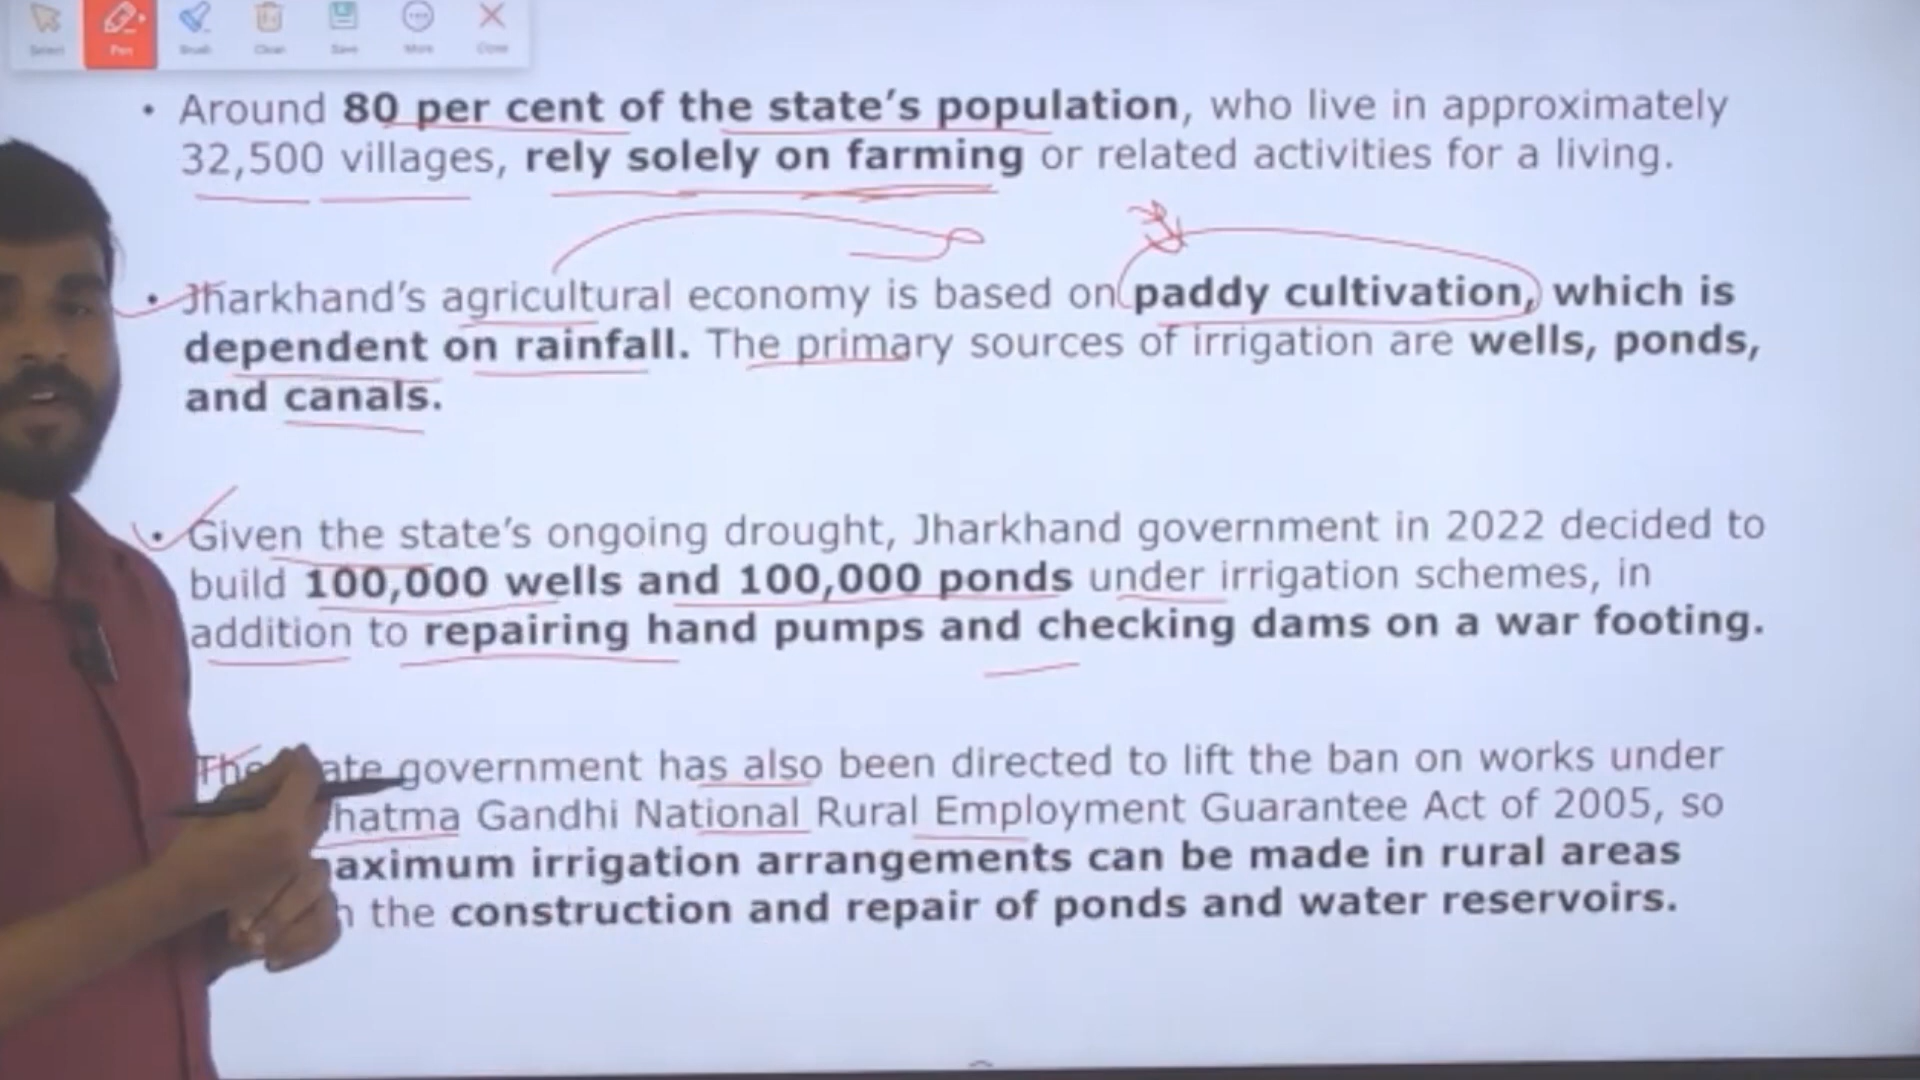 Select Pen Brush Clean Save More Close
• Around 80 per cent of the state's population, who live in approximately
32,500 villages, rely solely on farming or related activities for a living.
• Jharkhand's agricultural economy is based on paddy cultivation, which is
dependent on rainfall. The primary sources of irrigation are wells, ponds,
and canals.
• Given the state's ongoing drought, Jharkhand government in 2022 decided to
build 100,000 wells and 100,000 ponds under irrigation schemes, in
addition to repairing hand pumps and checking dams on a war footing.
The ate government has also been directed to lift the ban on works under
hatma Gandhi National Rural Employment Guarantee Act of 2005, so
aximum irrigation arrangements can be made in rural areas
h the construction and repair of ponds and water reservoirs.